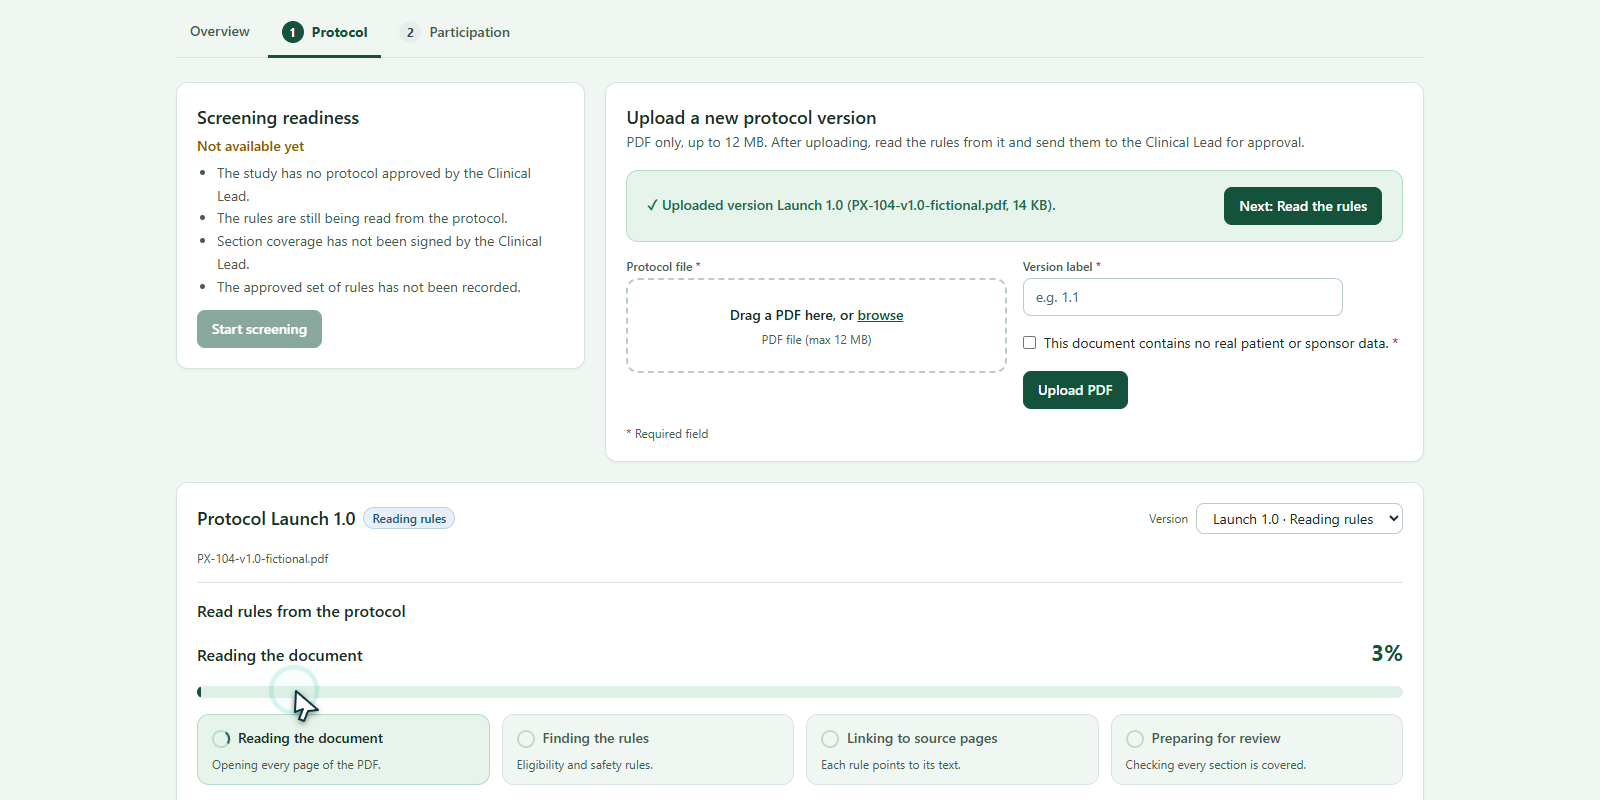 Overview
1 Protocol
2 Participation
Screening readiness
Not available yet
• The study has no protocol approved by the Clinical
Lead.
• The rules are still being read from the protocol.
• Section coverage has not been signed by the Clinical
Lead.
• The approved set of rules has not been recorded.
Start screening
Upload a new protocol version
PDF only, up to 12 MB. After uploading, read the rules from it and send them to the Clinical Lead for approval.
✓ Uploaded version Launch 1.0 (PX-104-v1.0-fictional.pdf, 14 KB).
Next: Read the rules
Protocol file *
Drag a PDF here, or browse
PDF file (max 12 MB)
Version label *
e.g. 1.1
This document contains no real patient or sponsor data. *
Upload PDF
* Required field
Protocol Launch 1.0
Reading rules
Version
Launch 1.0 · Reading rules
PX-104-v1.0-fictional.pdf
Read rules from the protocol
Reading the document
3%
Reading the document
Opening every page of the PDF.
Finding the rules
Eligibility and safety rules.
Linking to source pages
Each rule points to its text.
Preparing for review
Checking every section is covered.